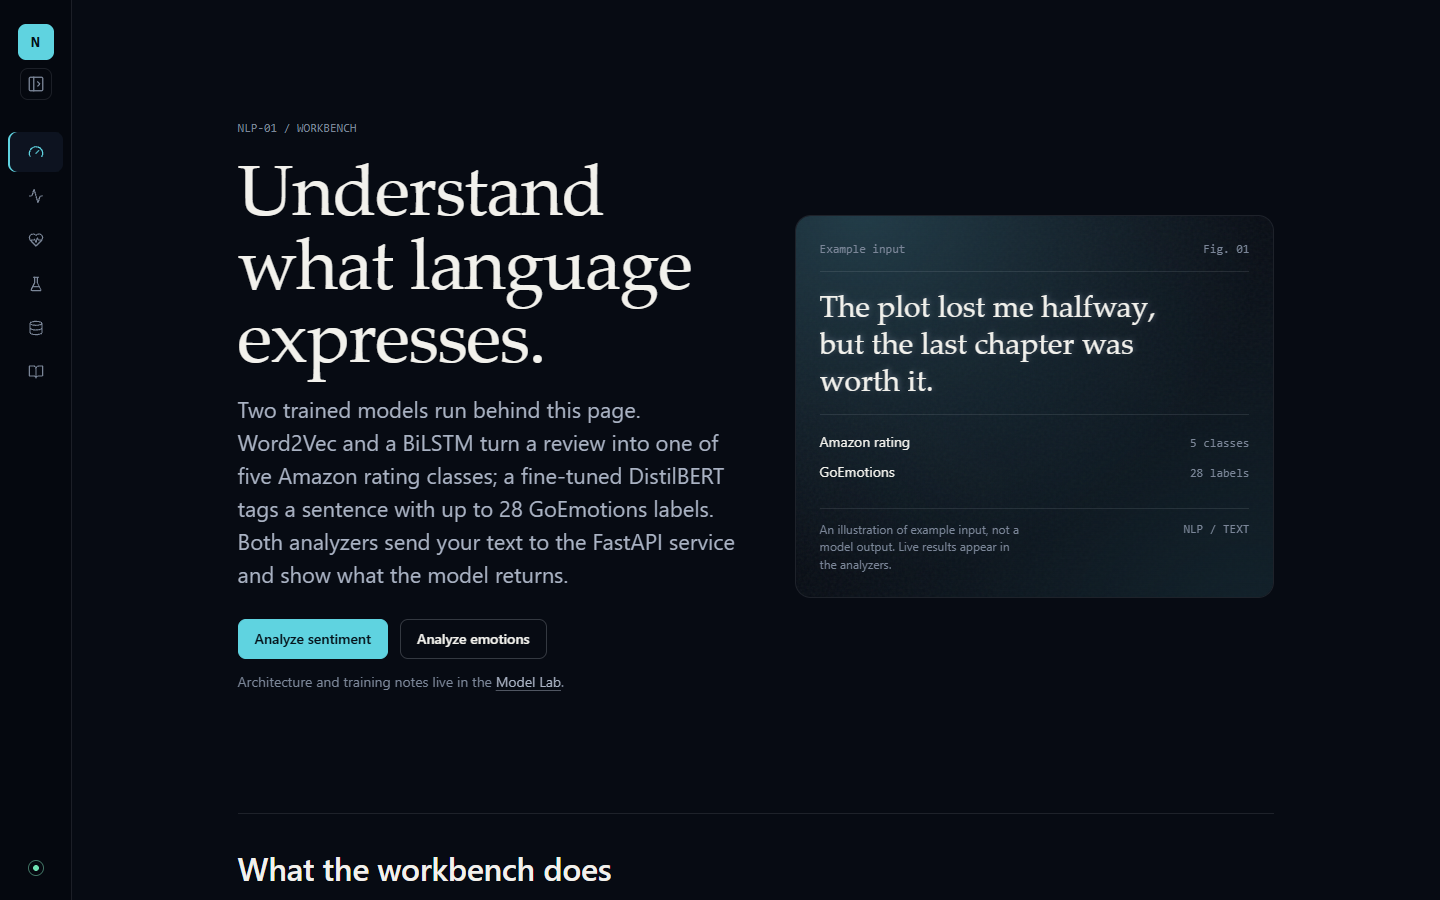 N
NLP-01 / WORKBENCH
Understand
what language
expresses.
Two trained models run behind this page.
Word2Vec and a BiLSTM turn a review into one of
five Amazon rating classes; a fine-tuned DistilBERT
tags a sentence with up to 28 GoEmotions labels.
Both analyzers send your text to the FastAPI service
and show what the model returns.
Analyze sentiment
Analyze emotions
Architecture and training notes live in the Model Lab.
Example input
Fig. 01
The plot lost me halfway,
but the last chapter was
worth it.
Amazon rating
5 classes
GoEmotions
28 labels
An illustration of example input, not a
model output. Live results appear in
the analyzers.
NLP / TEXT
What the workbench does